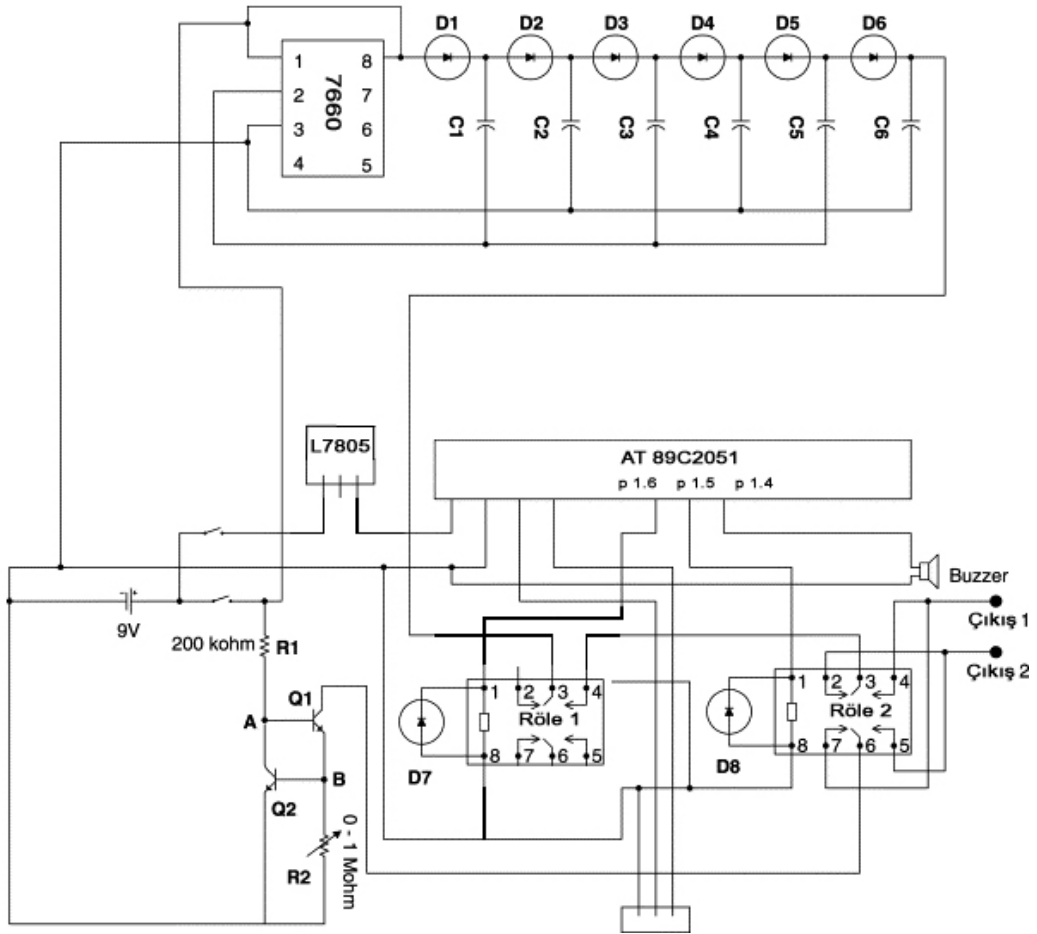 D1 D2 D3 D4 D5 D6
1 8
2 7
3 6
4 5
7660
C1 C2 C3 C4 C5 C6
L7805
AT 89C2051
p 1.6 p 1.5 p 1.4
Buzzer
9V
Çıkış 1
Çıkış 2
200 kohm R1
Q1
A
Q2
B
R2
0 - 1 Mohm
1 2 3 4
Röle 1
8 7 6 5
D7
1 2 3 4
Röle 2
8 7 6 5
D8